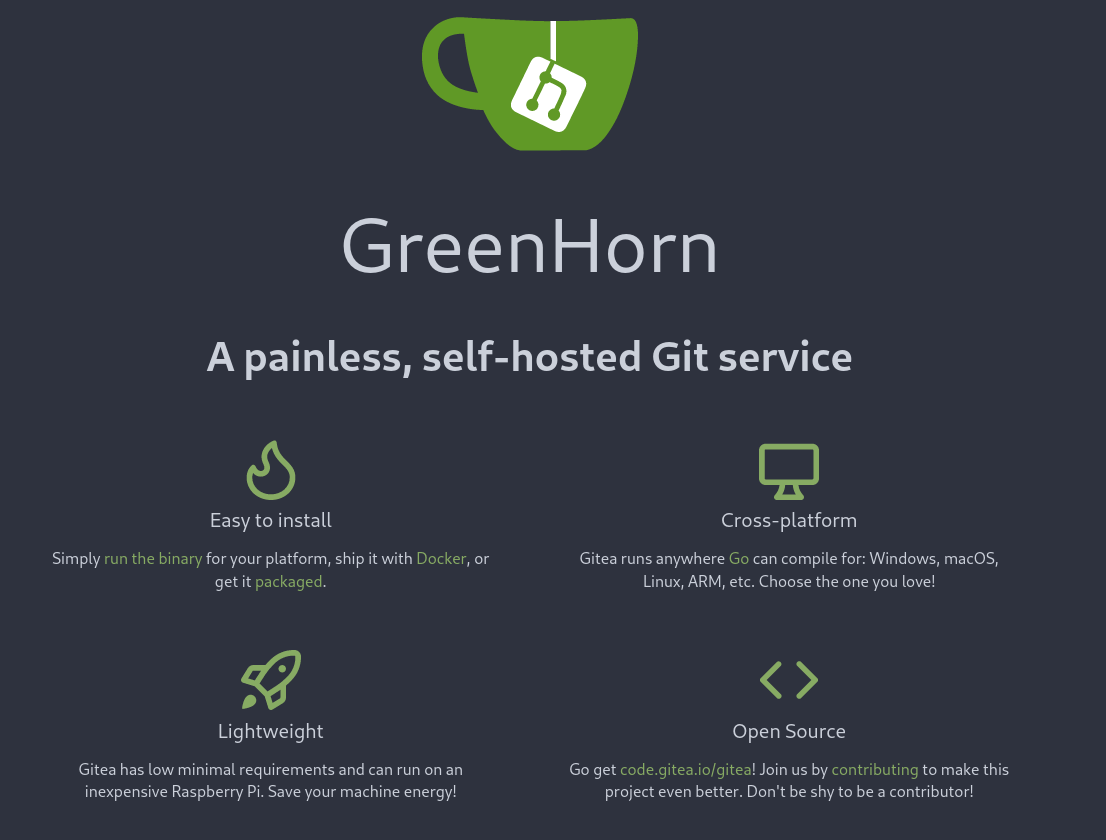 GreenHorn
A painless, self-hosted Git service
Easy to install
Simply run the binary for your platform, ship it with Docker, or
get it packaged.
Cross-platform
Gitea runs anywhere Go can compile for: Windows, macOS,
Linux, ARM, etc. Choose the one you love!
Lightweight
Gitea has low minimal requirements and can run on an
inexpensive Raspberry Pi. Save your machine energy!
Open Source
Go get code.gitea.io/gitea! Join us by contributing to make this
project even better. Don't be shy to be a contributor!